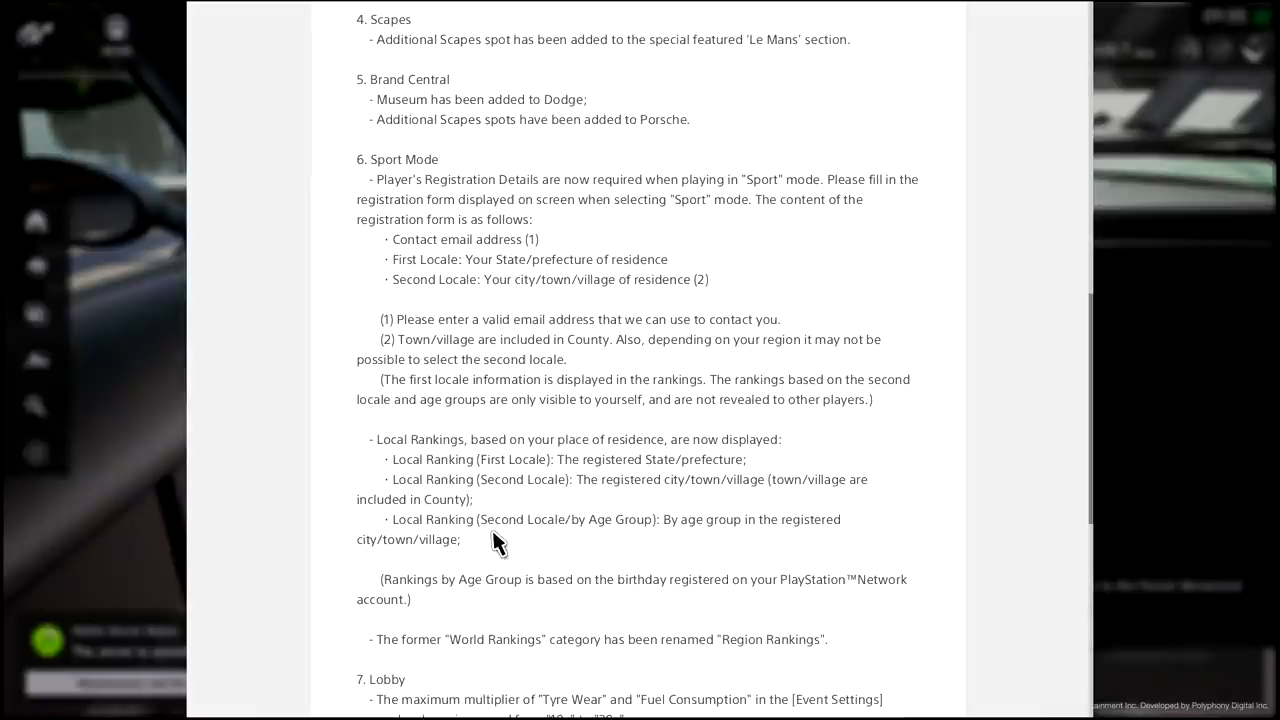 4. Scapes
- Additional Scapes spot has been added to the special featured 'Le Mans' section.
5. Brand Central
- Museum has been added to Dodge;
- Additional Scapes spots have been added to Porsche.
6. Sport Mode
- Player's Registration Details are now required when playing in "Sport" mode. Please fill in the
registration form displayed on screen when selecting "Sport" mode. The content of the
registration form is as follows:
・Contact email address (1)
・First Locale: Your State/prefecture of residence
・Second Locale: Your city/town/village of residence (2)
(1) Please enter a valid email address that we can use to contact you.
(2) Town/village are included in County. Also, depending on your region it may not be
possible to select the second locale.
(The first locale information is displayed in the rankings. The rankings based on the second
locale and age groups are only visible to yourself, and are not revealed to other players.)
- Local Rankings, based on your place of residence, are now displayed:
・Local Ranking (First Locale): The registered State/prefecture;
・Local Ranking (Second Locale): The registered city/town/village (town/village are
included in County);
・Local Ranking (Second Locale/by Age Group): By age group in the registered
city/town/village;
(Rankings by Age Group is based on the birthday registered on your PlayStation™Network
account.)
- The former "World Rankings" category has been renamed "Region Rankings".
7. Lobby
- The maximum multiplier of "Tyre Wear" and "Fuel Consumption" in the [Event Settings]
tainment Inc. Developed by Polyphony Digital Inc.